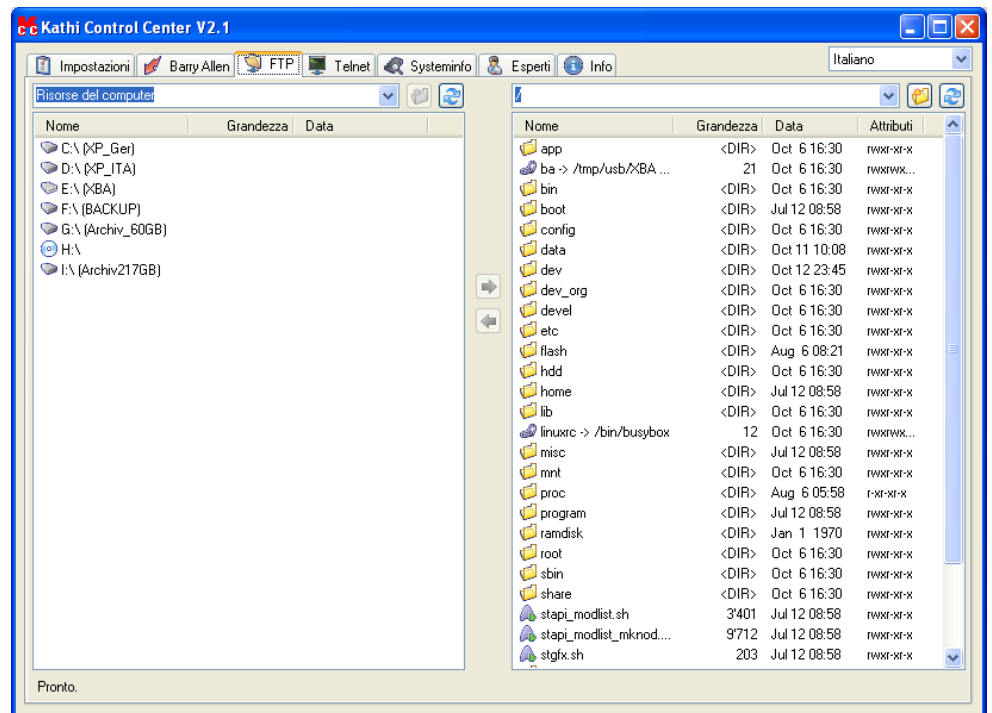 Kathi Control Center V2.1
Impostazioni Barry Allen FTP Telnet Systeminfo Esperti Info Italiano
Risorse del computer /
Nome Grandezza Data
C:\ (XP_Ger)
D:\ (XP_ITA)
E:\ (XBA)
F:\ (BACKUP)
G:\ (Archiv_60GB)
H:\
I:\ (Archiv217GB)
Nome Grandezza Data Attributi
app <DIR> Oct 6 16:30 rwxr-xr-x
ba -> /tmp/usb/XBA ... 21 Oct 6 16:30 rwxrwx...
bin <DIR> Oct 6 16:30 rwxr-xr-x
boot <DIR> Jul 12 08:58 rwxr-xr-x
config <DIR> Oct 6 16:30 rwxr-xr-x
data <DIR> Oct 11 10:08 rwxr-xr-x
dev <DIR> Oct 12 23:45 rwxr-xr-x
dev_org <DIR> Oct 6 16:30 rwxr-xr-x
devel <DIR> Oct 6 16:30 rwxr-xr-x
etc <DIR> Oct 6 16:30 rwxr-xr-x
flash <DIR> Aug 6 08:21 rwxr-xr-x
hdd <DIR> Oct 6 16:30 rwxr-xr-x
home <DIR> Jul 12 08:58 rwxr-xr-x
lib <DIR> Oct 6 16:30 rwxr-xr-x
linuxrc -> /bin/busybox 12 Oct 6 16:30 rwxrwx...
misc <DIR> Jul 12 08:58 rwxr-xr-x
mnt <DIR> Oct 6 16:30 rwxr-xr-x
proc <DIR> Aug 6 05:58 r-xr-xr-x
program <DIR> Jul 12 08:58 rwxr-xr-x
ramdisk <DIR> Jan 1 1970 rwxr-xr-x
root <DIR> Oct 6 16:30 rwxr-xr-x
sbin <DIR> Oct 6 16:30 rwxr-xr-x
share <DIR> Oct 6 16:30 rwxr-xr-x
stapi_modlist.sh 3'401 Jul 12 08:58 rwxr-xr-x
stapi_modlist_mknod.... 9'712 Jul 12 08:58 rwxr-xr-x
stgfx.sh 203 Jul 12 08:58 rwxr-xr-x
Pronto.